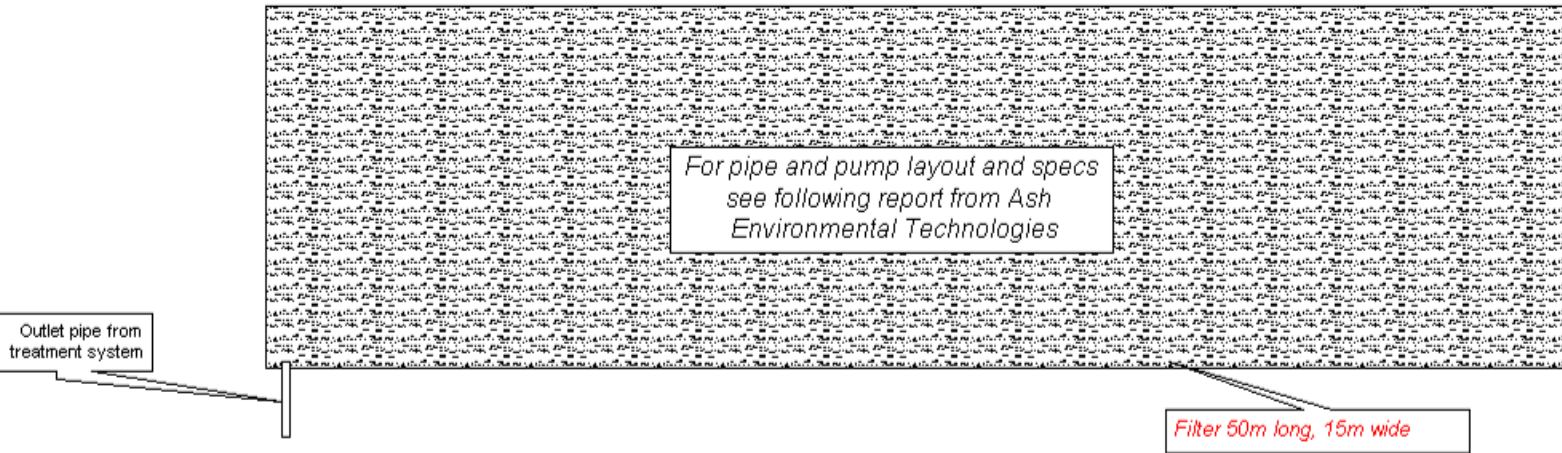 For pipe and pump layout and specs
see following report from Ash
Environmental Technologies
Outlet pipe from
treatment system
Filter 50m long, 15m wide